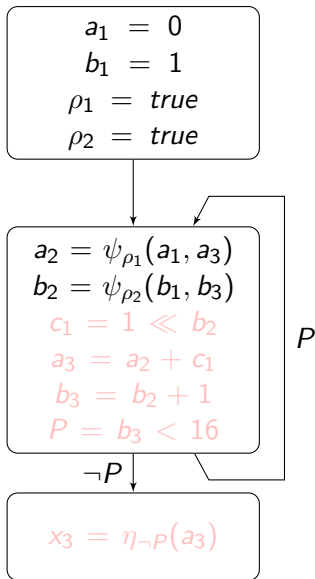 a₁ = 0
b₁ = 1
ρ₁ = true
ρ₂ = true
a₂ = ψ_ρ₁(a₁, a₃)
b₂ = ψ_ρ₂(b₁, b₃)
c₁ = 1 ≪ b₂
a₃ = a₂ + c₁
b₃ = b₂ + 1
P = b₃ < 16
P
¬P
x₃ = η_¬P(a₃)